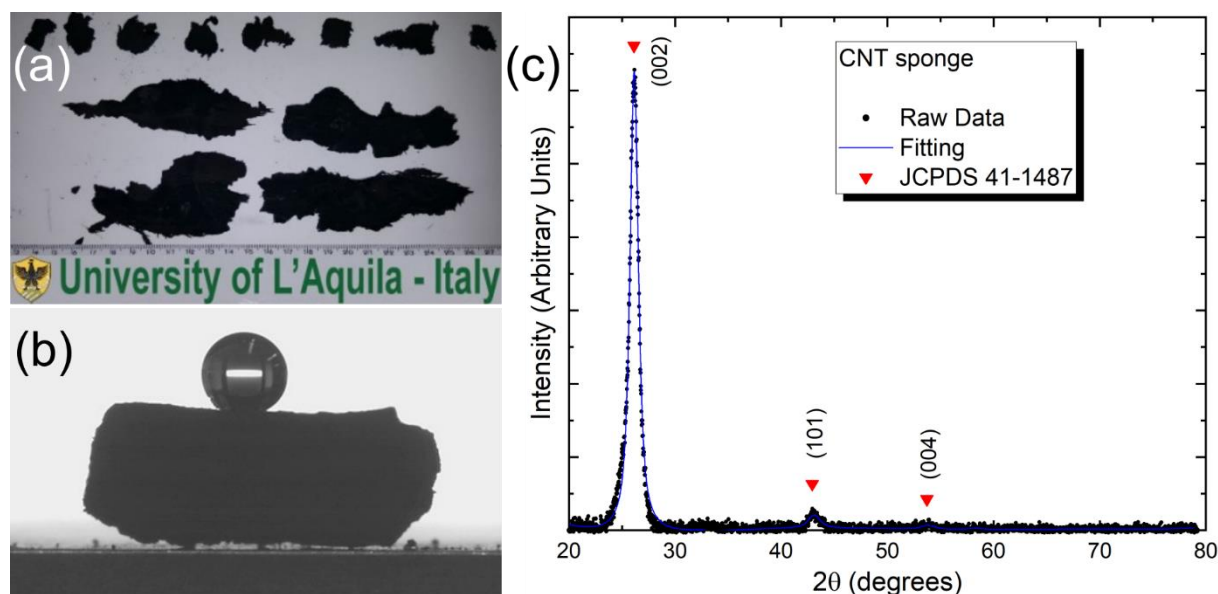 (a)
University of L'Aquila - Italy
(b)
(c)
Intensity (Arbitrary Units)
(002)
(101)
(004)
CNT sponge
Raw Data
Fitting
JCPDS 41-1487
20 30 40 50 60 70 80
2θ (degrees)